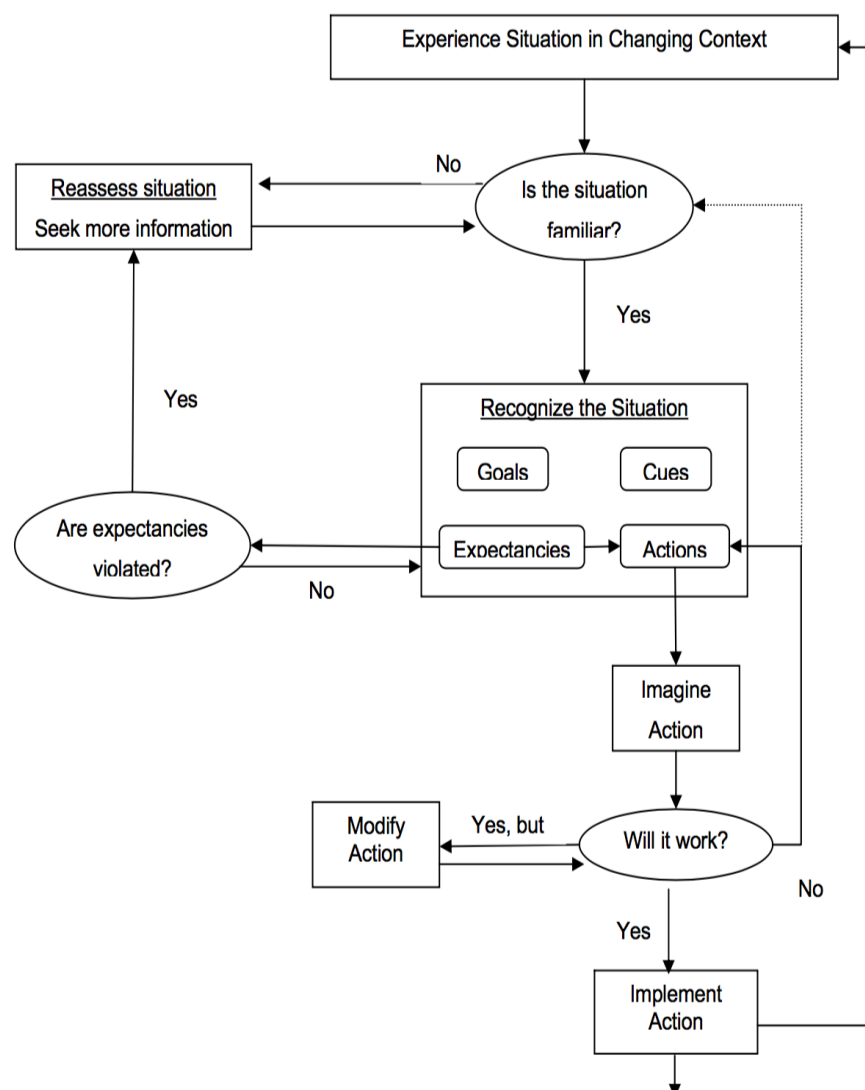 Experience Situation in Changing Context
No
Reassess situation
Seek more information
Is the situation
familiar?
Yes
Yes
Recognize the Situation
Goals
Cues
Are expectancies
violated?
Expectancies
Actions
No
Imagine
Action
Modify
Action
Yes, but
Will it work?
No
Yes
Implement
Action